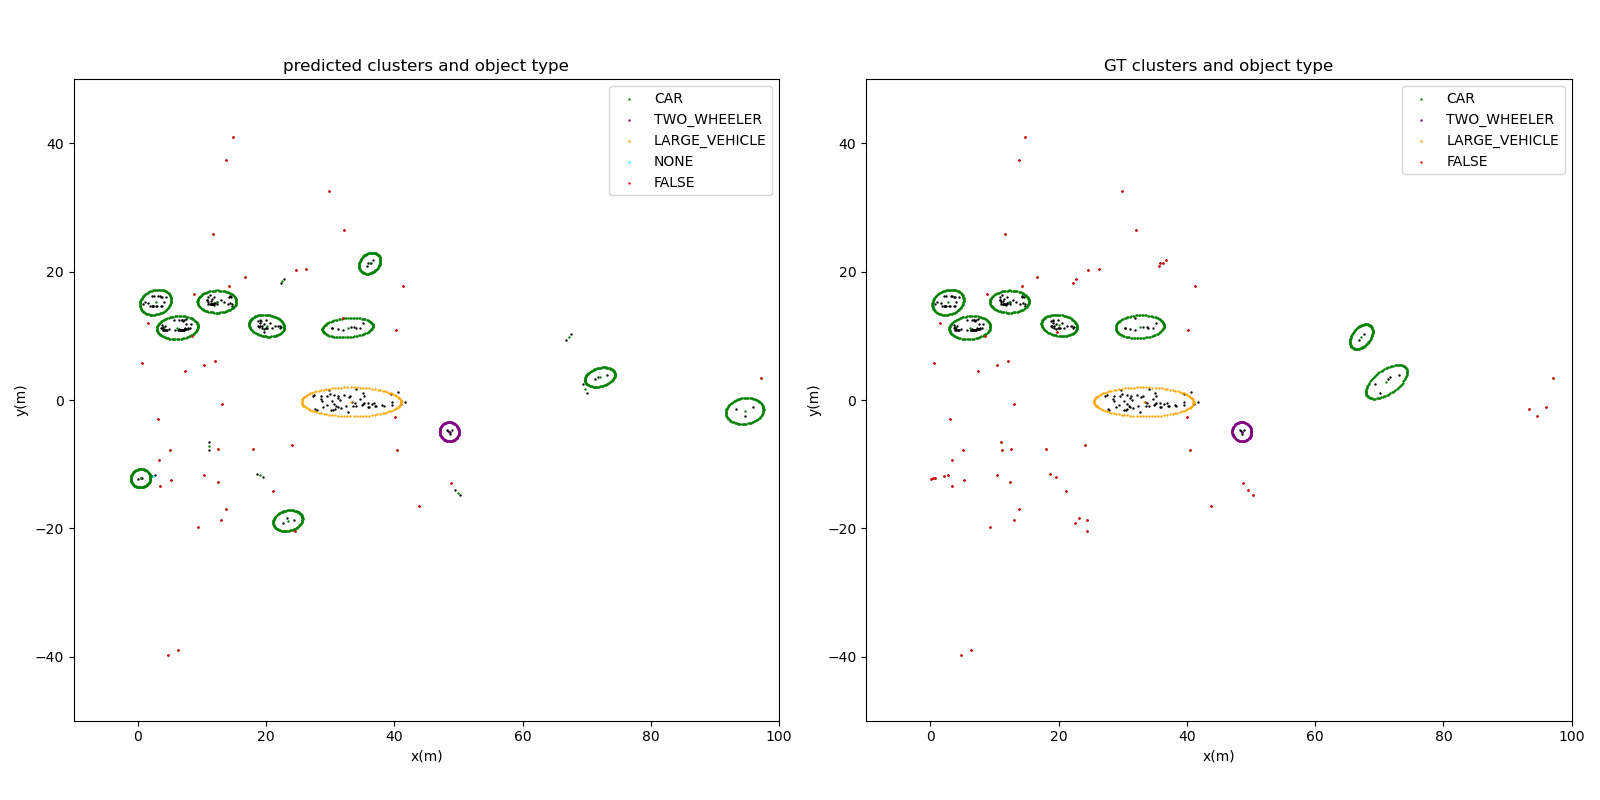 predicted clusters and object type
CAR
TWO_WHEELER
LARGE_VEHICLE
NONE
FALSE
40
20
0
−20
−40
y(m)
0
20
40
60
80
100
x(m)
GT clusters and object type
CAR
TWO_WHEELER
LARGE_VEHICLE
FALSE
40
20
0
−20
−40
y(m)
0
20
40
60
80
100
x(m)